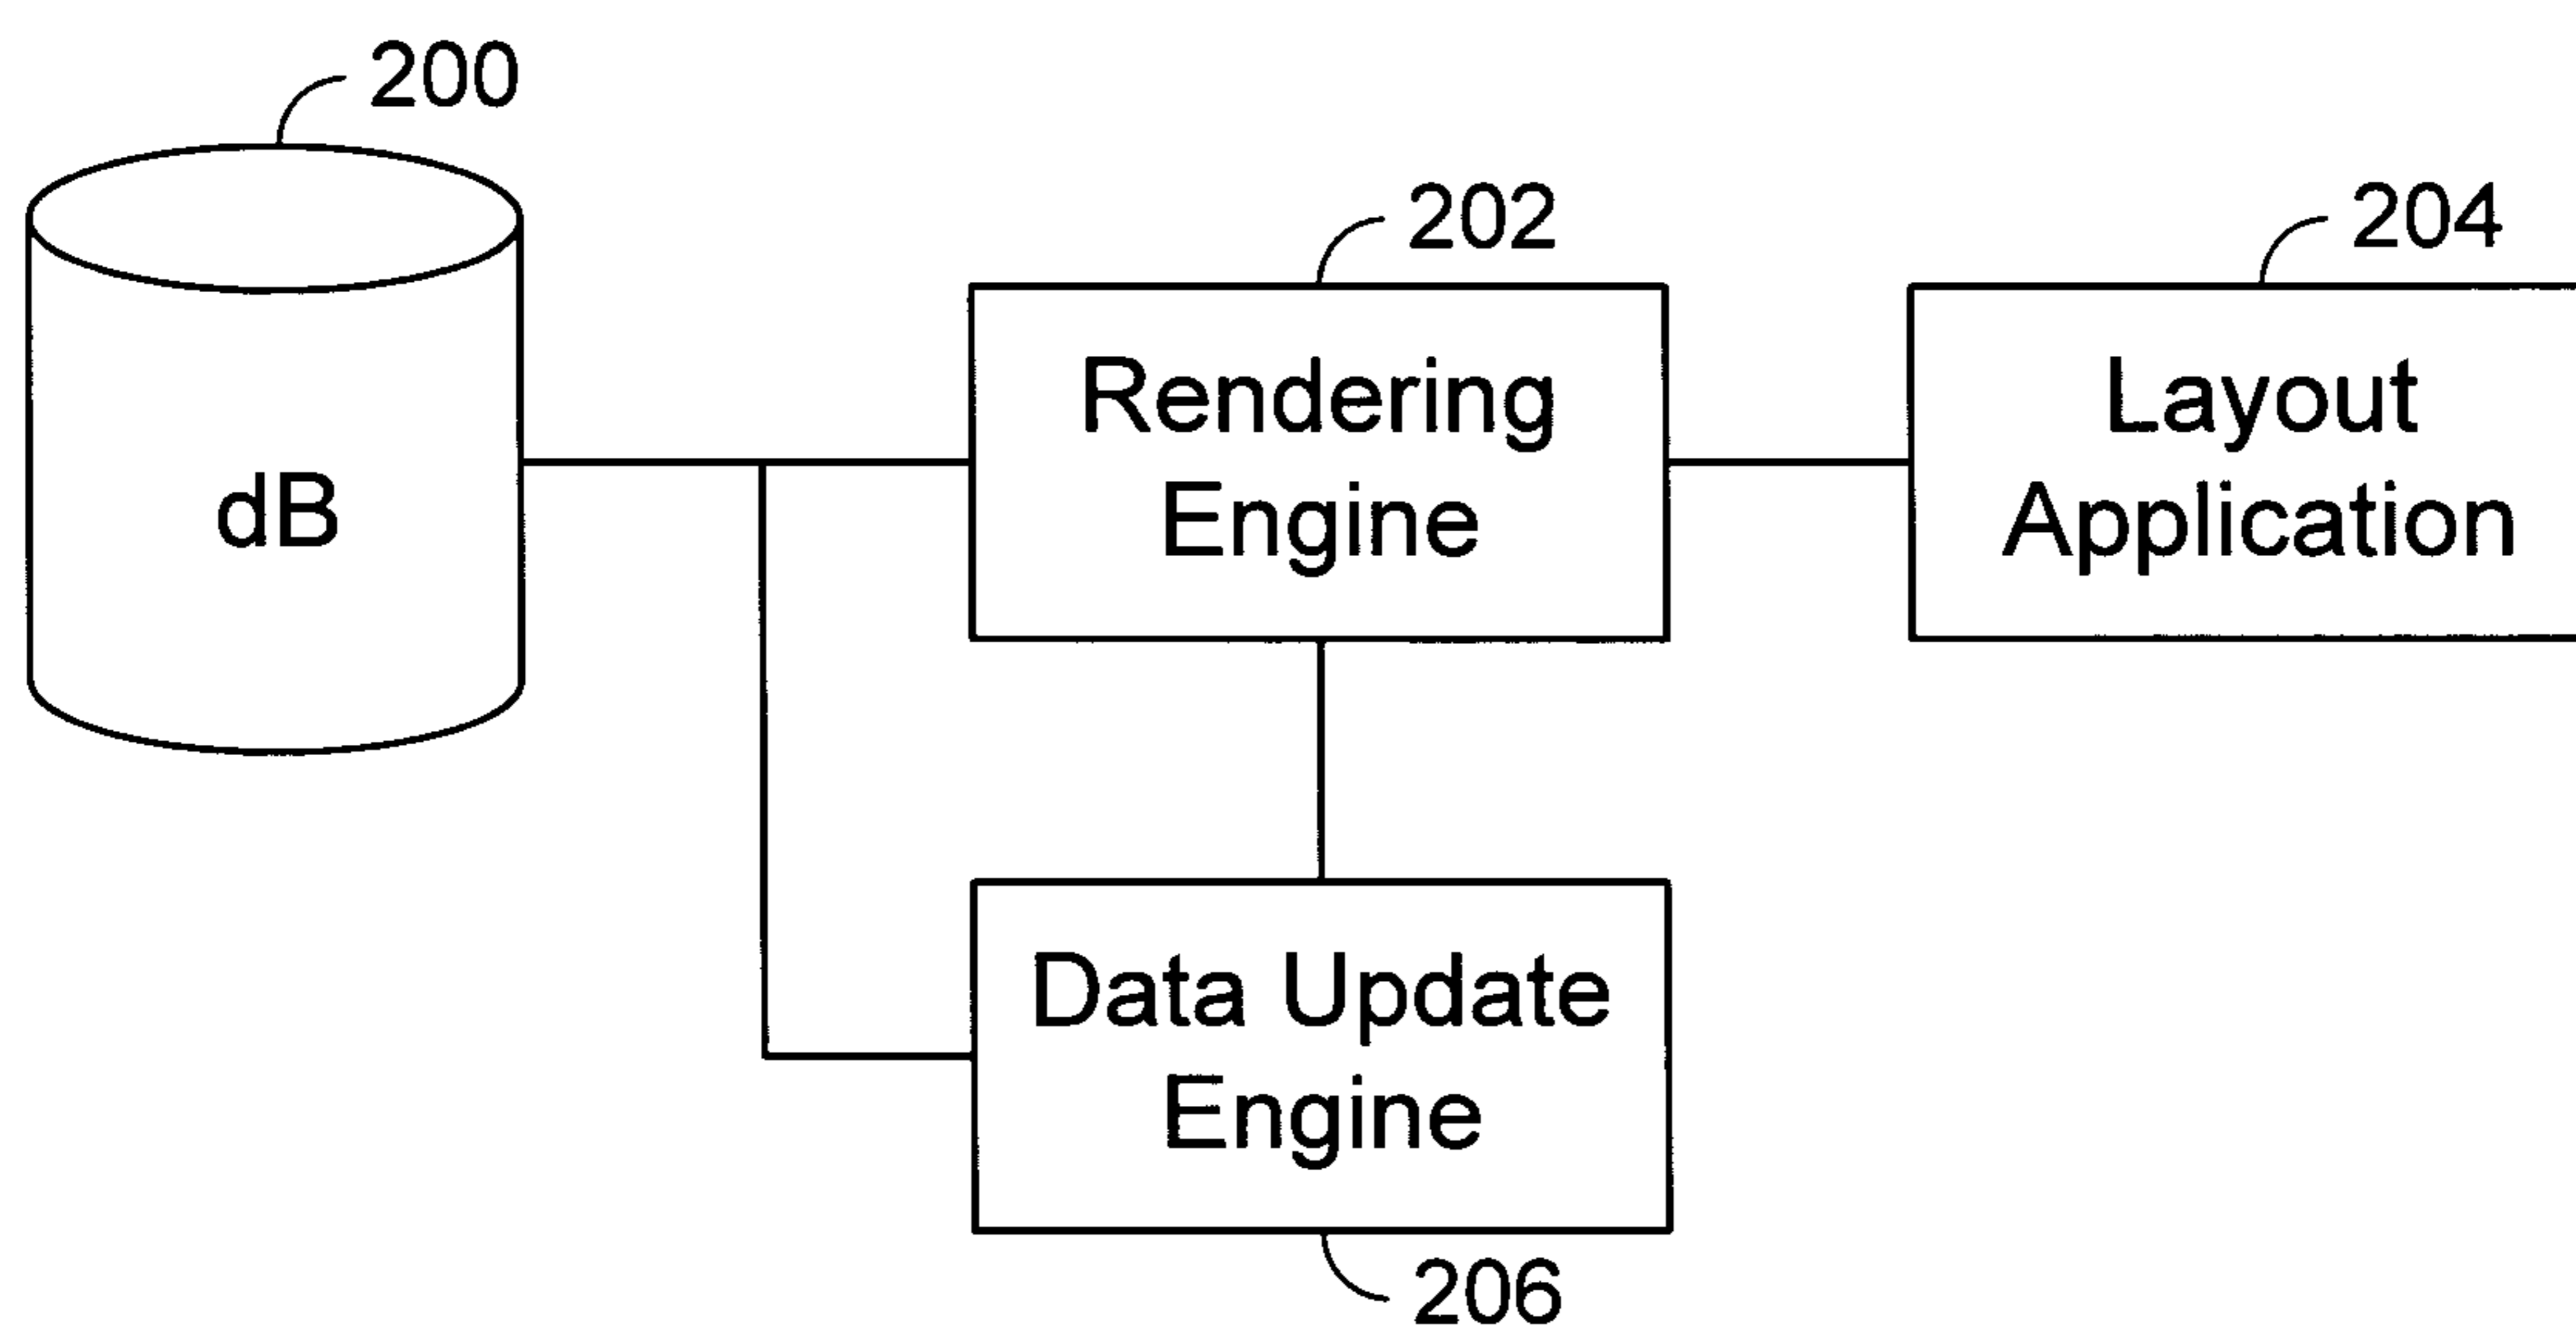 200
202
204
dB
Rendering
Engine
Layout
Application
Data Update
Engine
206